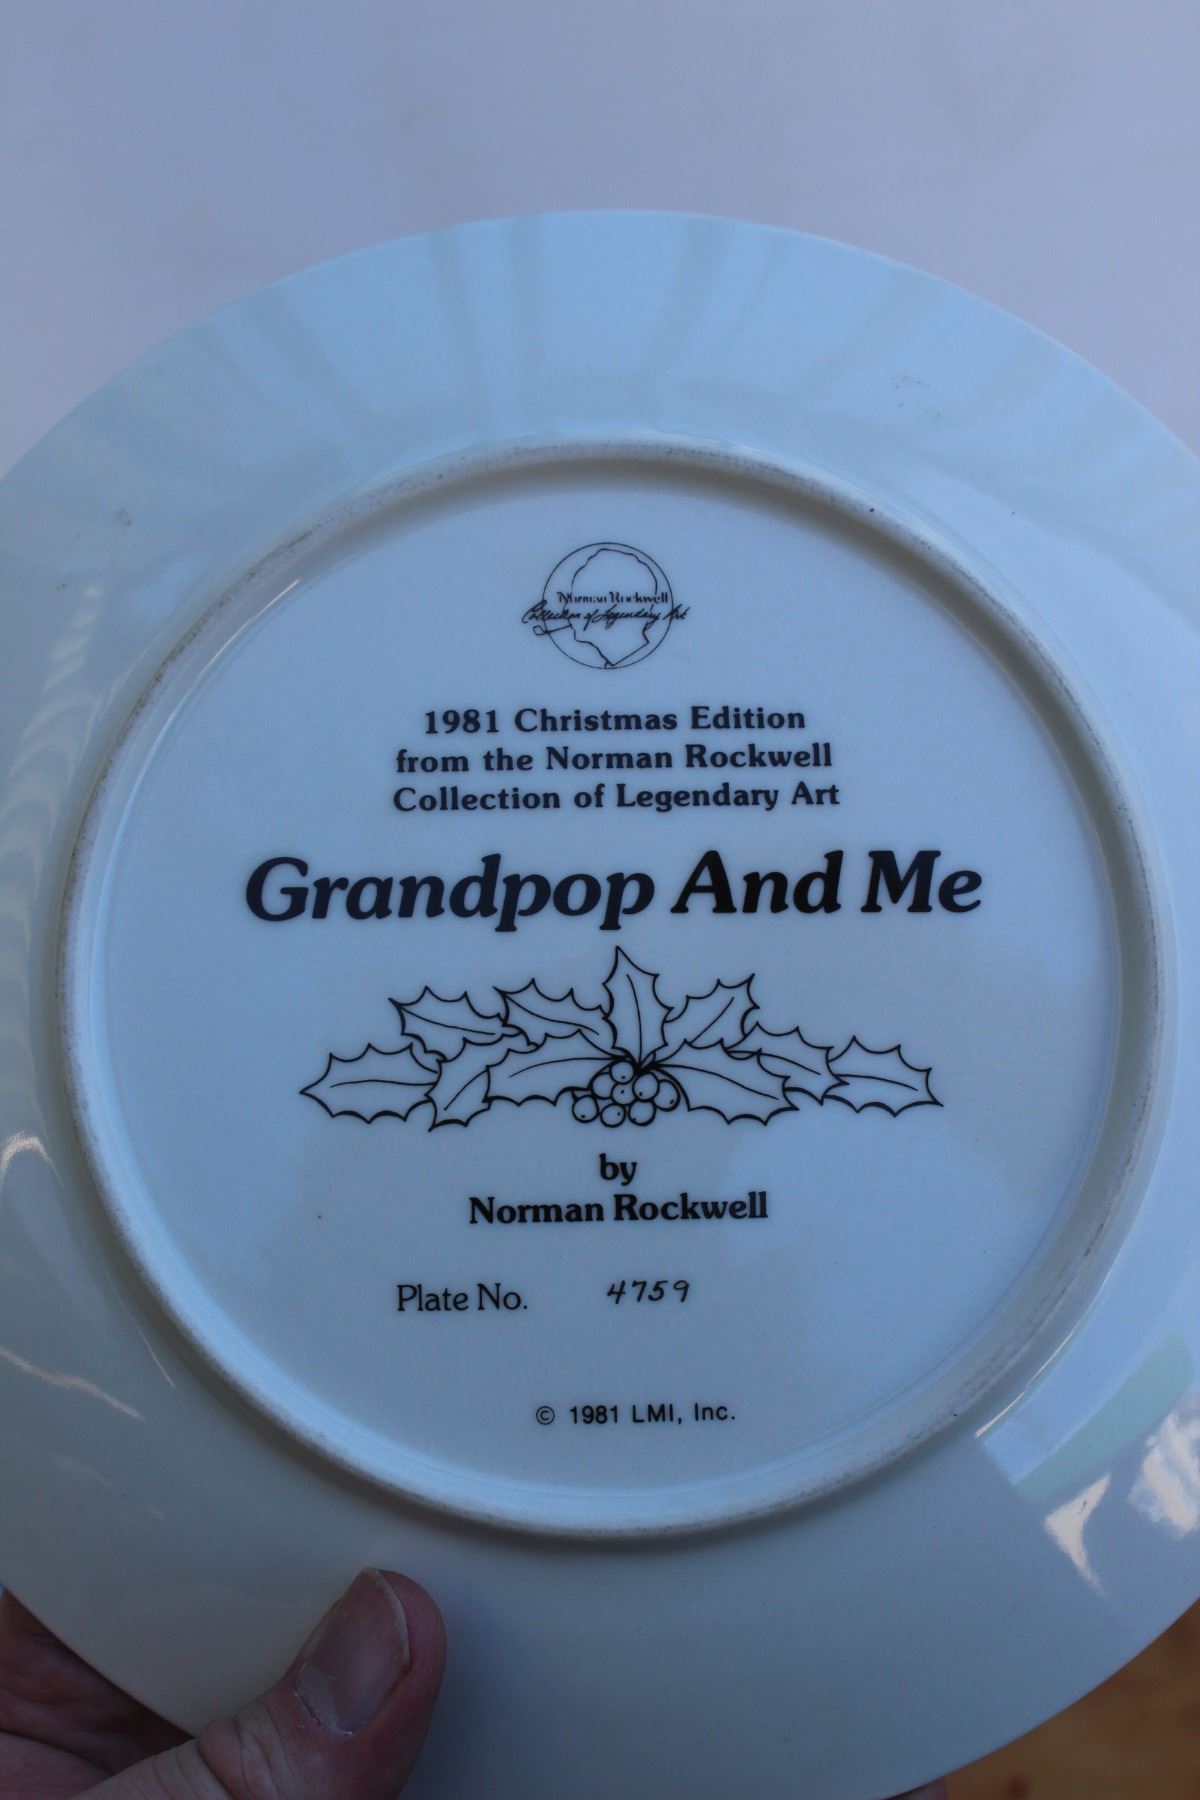 Norman Rockwell
Collection of Legendary Art
1981 Christmas Edition
from the Norman Rockwell
Collection of Legendary Art
Grandpop And Me
by
Norman Rockwell
Plate No. 4759
© 1981 LMI, Inc.